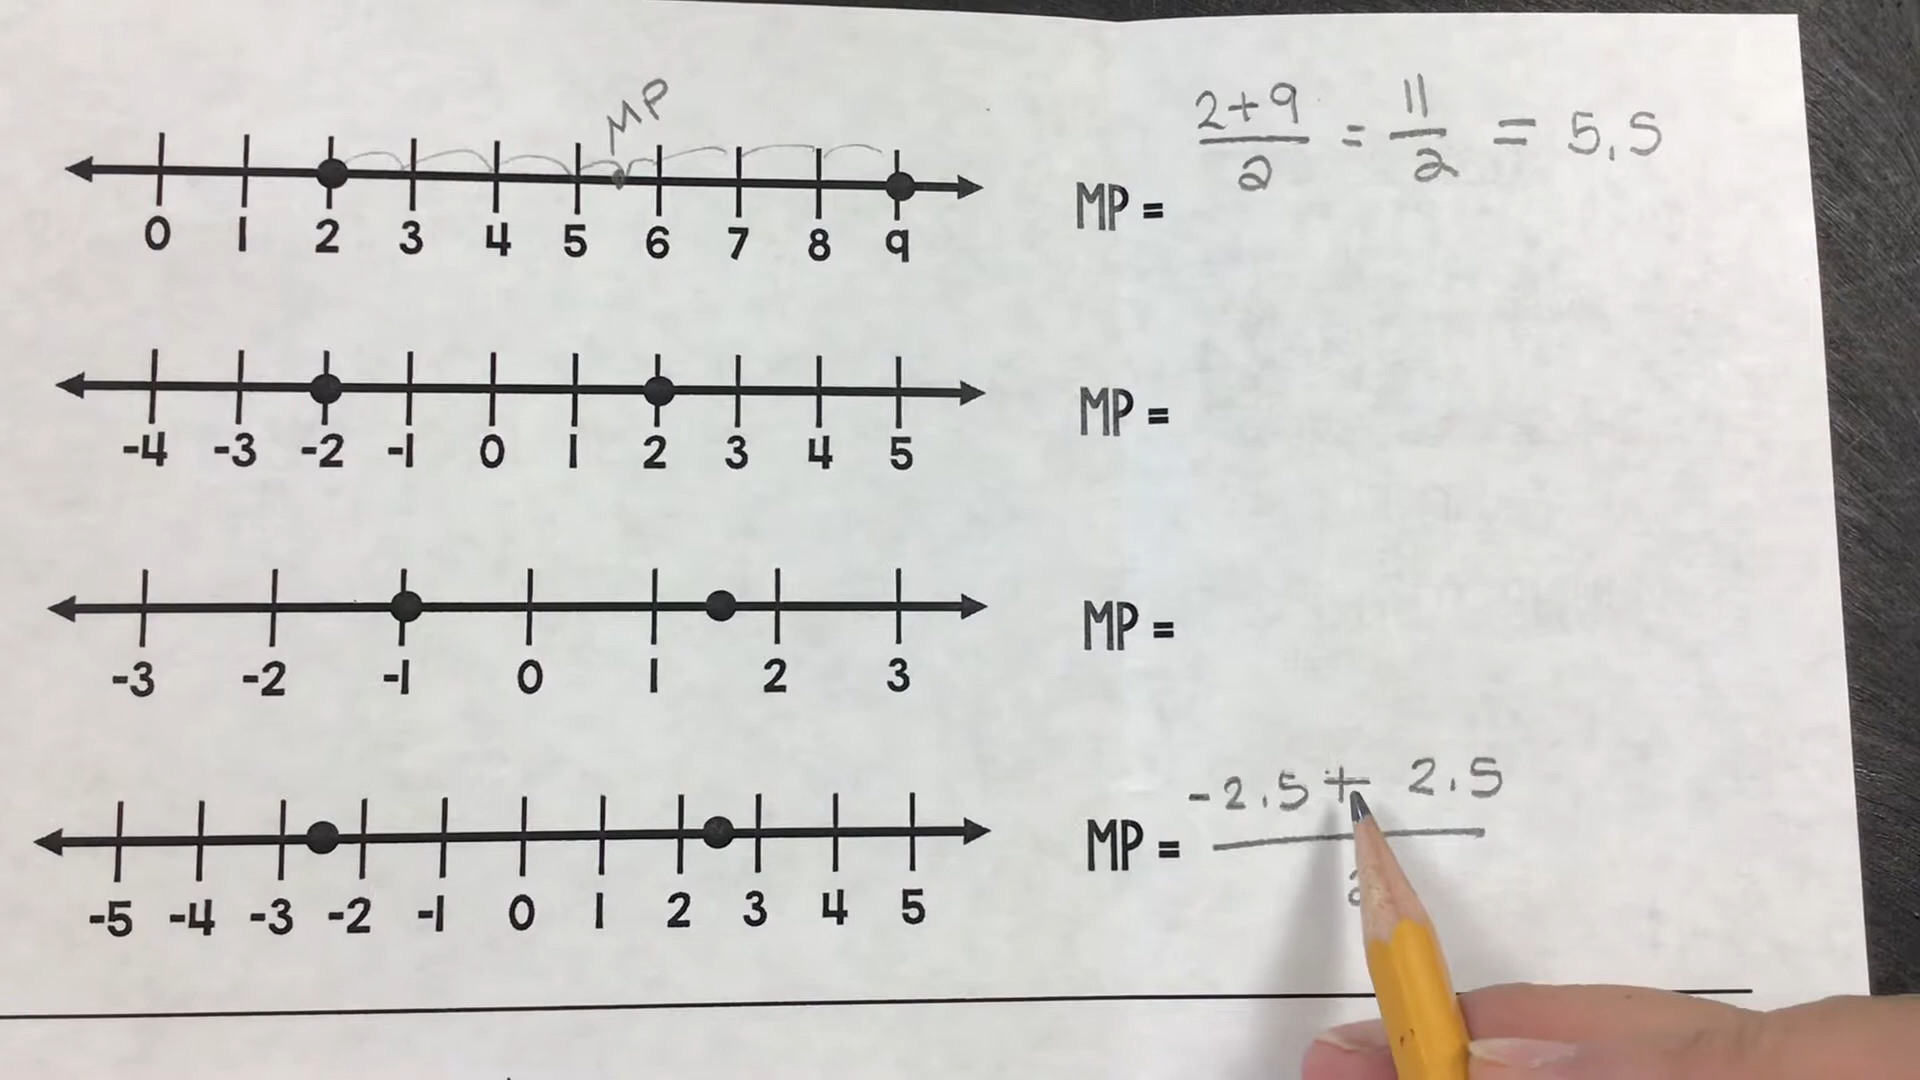 MP
2+9/2 = 11/2 = 5.5
MP =
0 1 2 3 4 5 6 7 8 9
MP =
-4 -3 -2 -1 0 1 2 3 4 5
MP =
-3 -2 -1 0 1 2 3
-2.5 + 2.5
MP =
-5 -4 -3 -2 -1 0 1 2 3 4 5